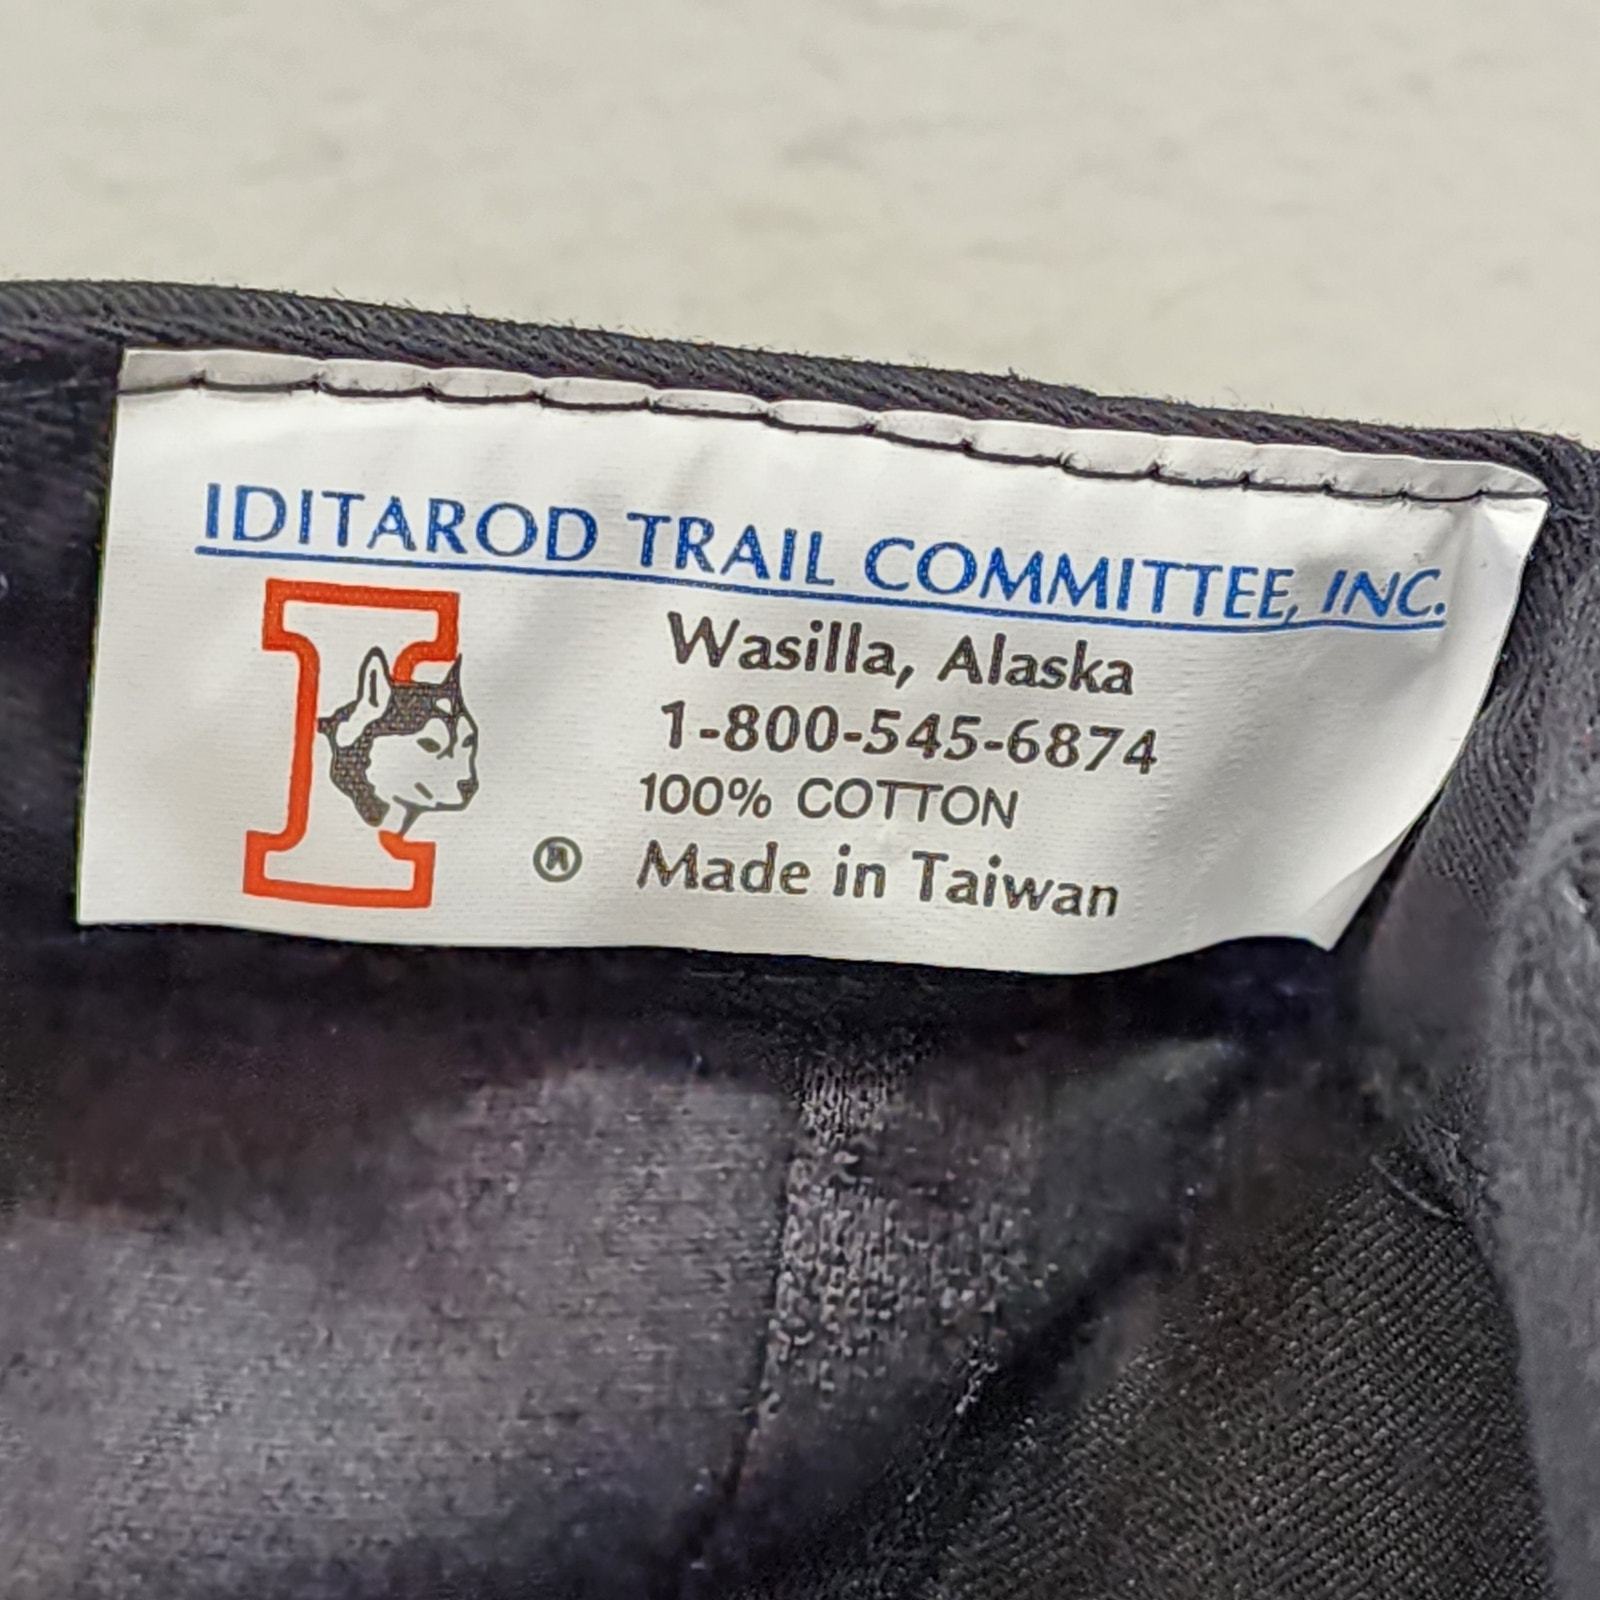 IDITAROD TRAIL COMMITTEE, INC.
Wasilla, Alaska
1-800-545-6874
100% COTTON
® Made in Taiwan